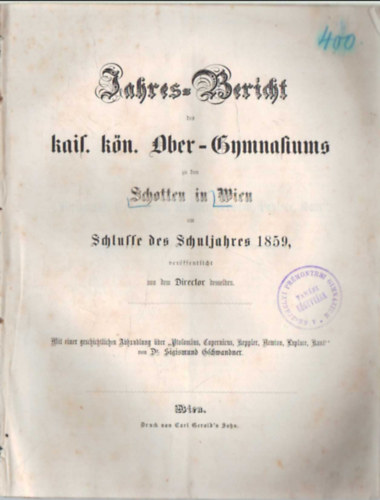 400
Jahres-Bericht
des
kais. kön. Ober-Gymnasiums
zu den
Schotten in Wien
am
Schlusse des Schuljahres 1859,
veröffentlicht
von dem Director desselben.
Mit einer geschichtlichen Abhandlung über „Ptolomäus, Copernicus, Keppler, Newton, Laplace, Kant“
von Dr. Sigismund Gschwandner.
Wien.
Druck von Carl Gerold's Sohn.